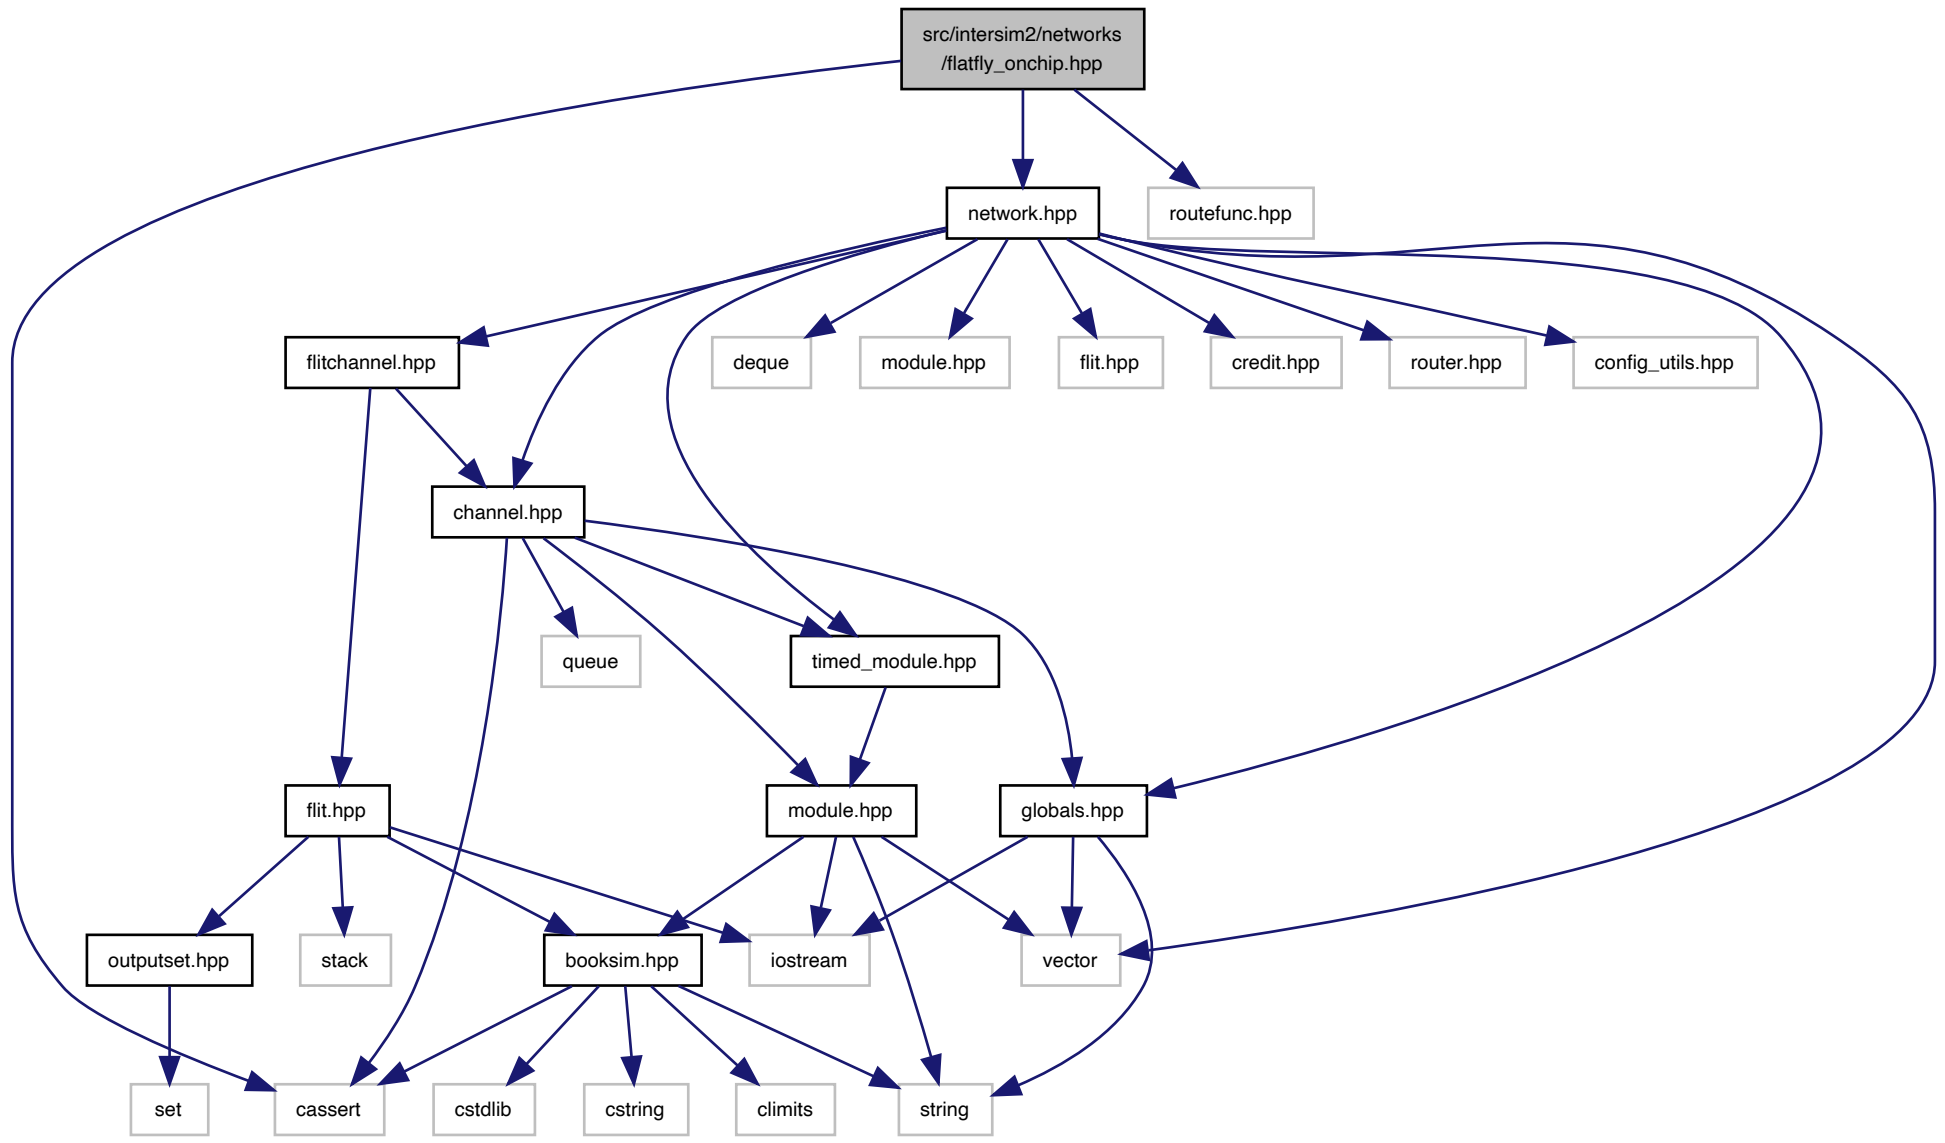 src/intersim2/networks
/flatfly_onchip.hpp
network.hpp
routefunc.hpp
flitchannel.hpp
deque
module.hpp
flit.hpp
credit.hpp
router.hpp
config_utils.hpp
channel.hpp
queue
timed_module.hpp
flit.hpp
module.hpp
globals.hpp
outputset.hpp
stack
booksim.hpp
iostream
vector
set
cassert
cstdlib
cstring
climits
string